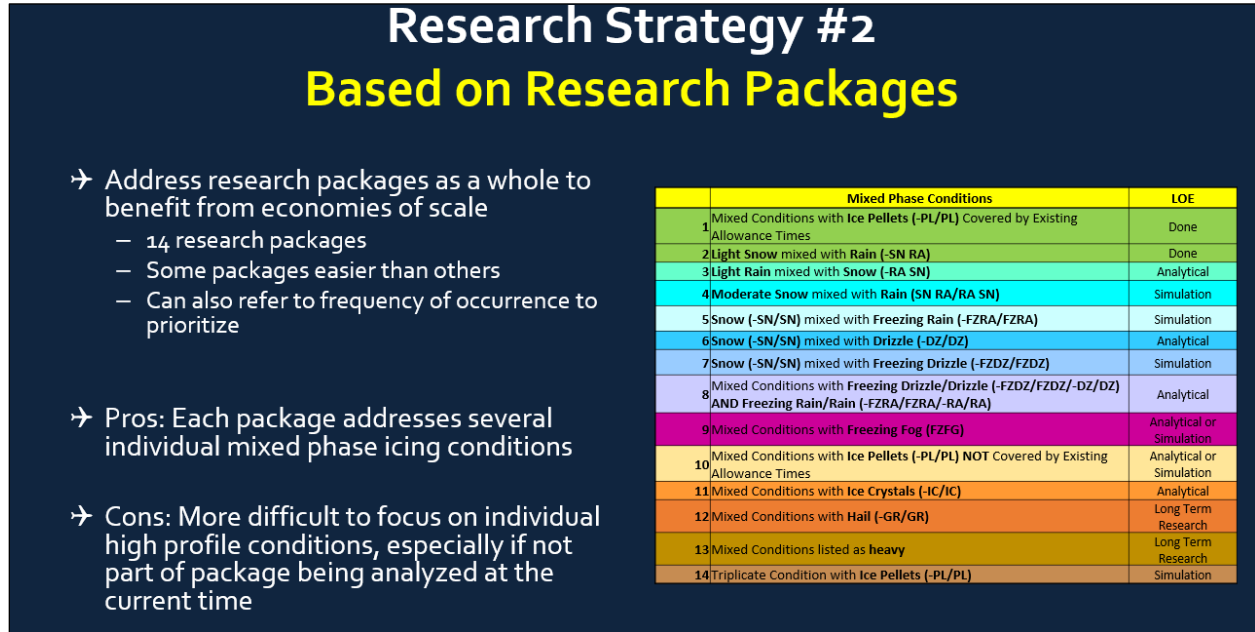 Research Strategy #2
Based on Research Packages
✈ Address research packages as a whole to
benefit from economies of scale
– 14 research packages
– Some packages easier than others
– Can also refer to frequency of occurrence to
prioritize
✈ Pros: Each package addresses several
individual mixed phase icing conditions
✈ Cons: More difficult to focus on individual
high profile conditions, especially if not
part of package being analyzed at the
current time
Mixed Phase Conditions LOE
1 Mixed Conditions with Ice Pellets (-PL/PL) Covered by Existing
Allowance Times Done
2 Light Snow mixed with Rain (-SN RA) Done
3 Light Rain mixed with Snow (-RA SN) Analytical
4 Moderate Snow mixed with Rain (SN RA/RA SN) Simulation
5 Snow (-SN/SN) mixed with Freezing Rain (-FZRA/FZRA) Simulation
6 Snow (-SN/SN) mixed with Drizzle (-DZ/DZ) Analytical
7 Snow (-SN/SN) mixed with Freezing Drizzle (-FZDZ/FZDZ) Simulation
8 Mixed Conditions with Freezing Drizzle/Drizzle (-FZDZ/FZDZ/-DZ/DZ)
AND Freezing Rain/Rain (-FZRA/FZRA/-RA/RA) Analytical
9 Mixed Conditions with Freezing Fog (FZFG) Analytical or
Simulation
10 Mixed Conditions with Ice Pellets (-PL/PL) NOT Covered by Existing
Allowance Times Analytical or
Simulation
11 Mixed Conditions with Ice Crystals (-IC/IC) Analytical
12 Mixed Conditions with Hail (-GR/GR) Long Term
Research
13 Mixed Conditions listed as heavy Long Term
Research
14 Triplicate Condition with Ice Pellets (-PL/PL) Simulation